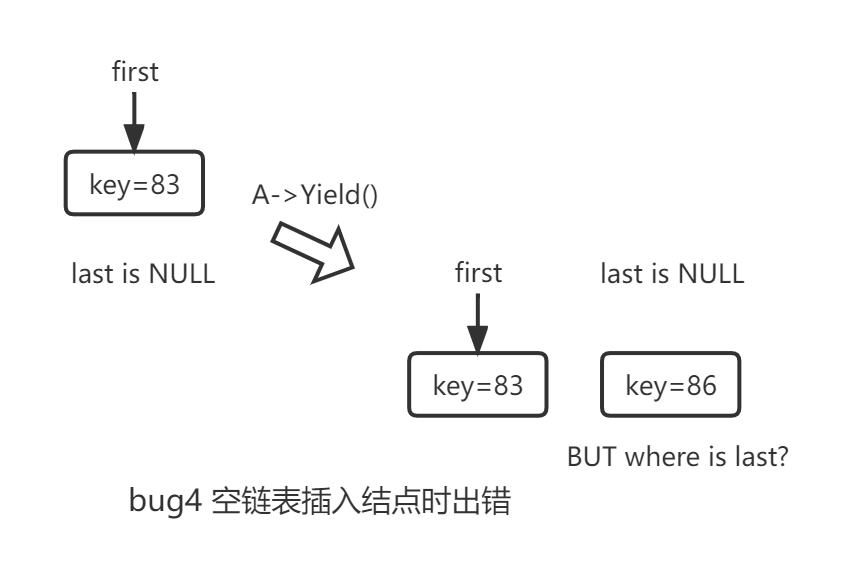 first
key=83
A->Yield()
last is NULL
first
last is NULL
key=83
key=86
BUT where is last?
bug4 空链表插入结点时出错